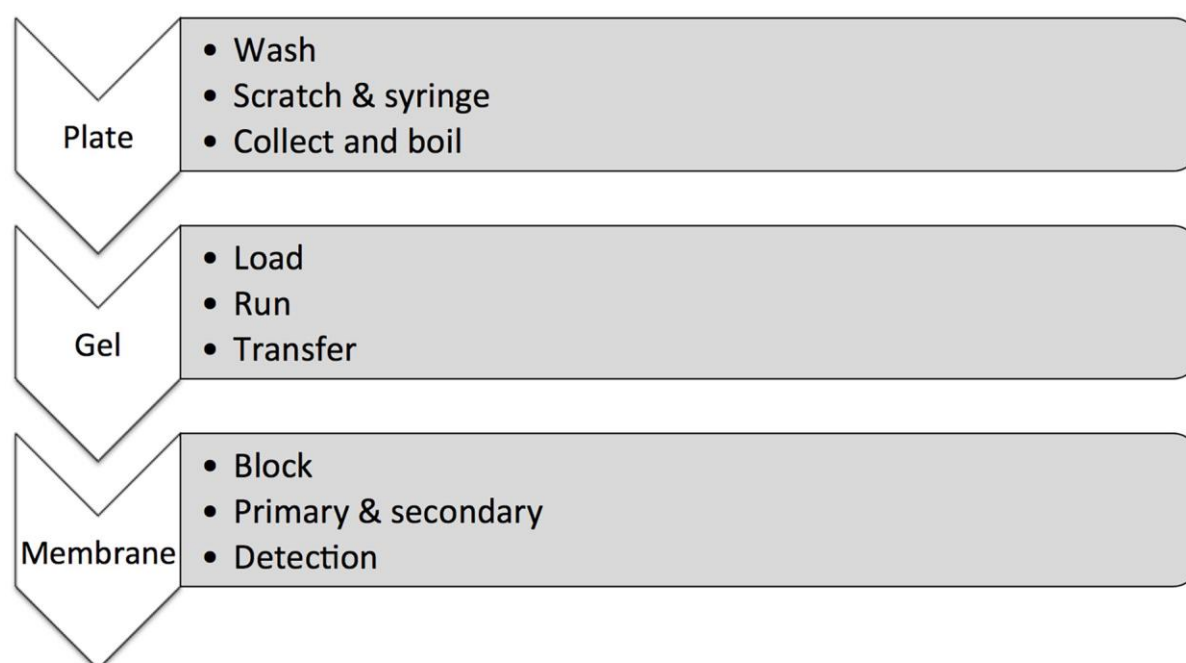 Plate
• Wash
• Scratch & syringe
• Collect and boil
Gel
• Load
• Run
• Transfer
Membrane
• Block
• Primary & secondary
• Detection